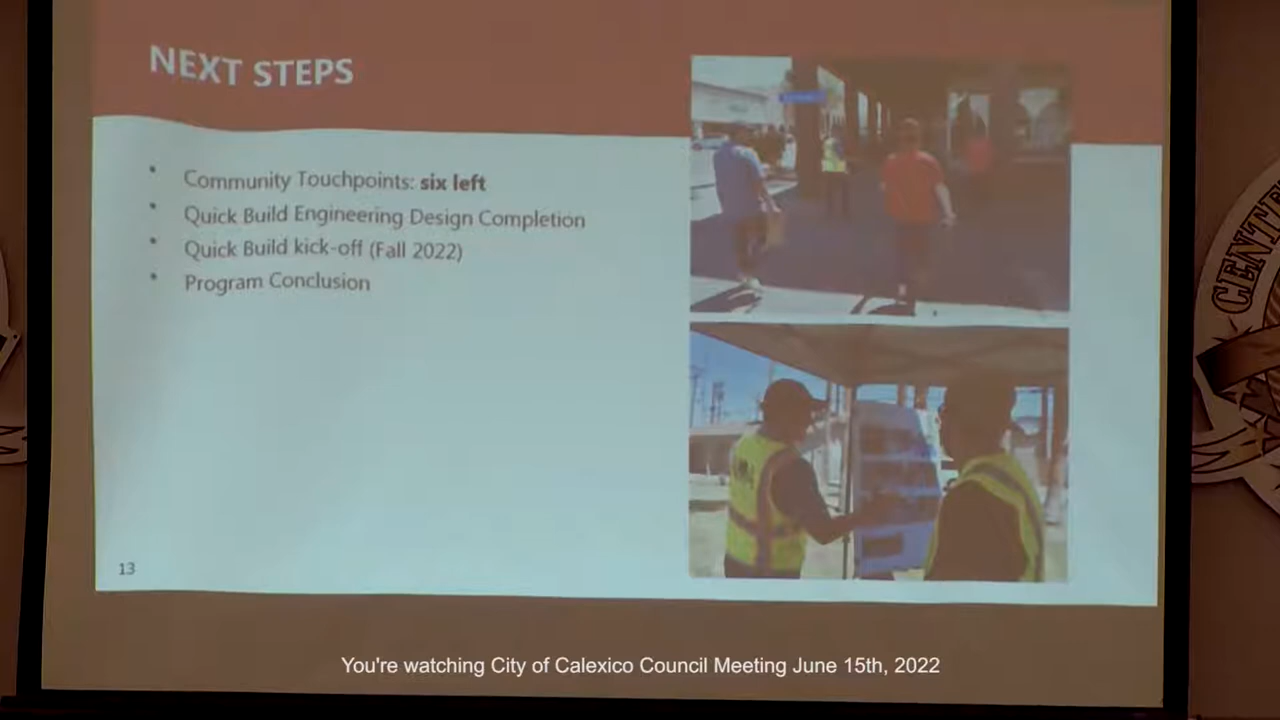 NEXT STEPS
• Community Touchpoints: six left
• Quick Build Engineering Design Completion
• Quick Build kick-off (Fall 2022)
• Program Conclusion
13
You're watching City of Calexico Council Meeting June 15th, 2022